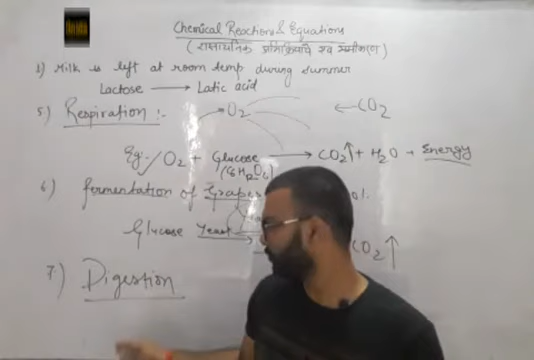 Chemical Reactions & Equations
(रासायनिक अभिक्रियाएँ एवं समीकरण)
Milk is left at room temp during summer
Lactose → Latic acid
5) Respiration :-
O2 ← CO2
Eg:/ O2 + Glucose → CO2↑ + H2O + Energy
6) fermentation of Grapes
Glucose Yeast CO2↑
7) Digestion